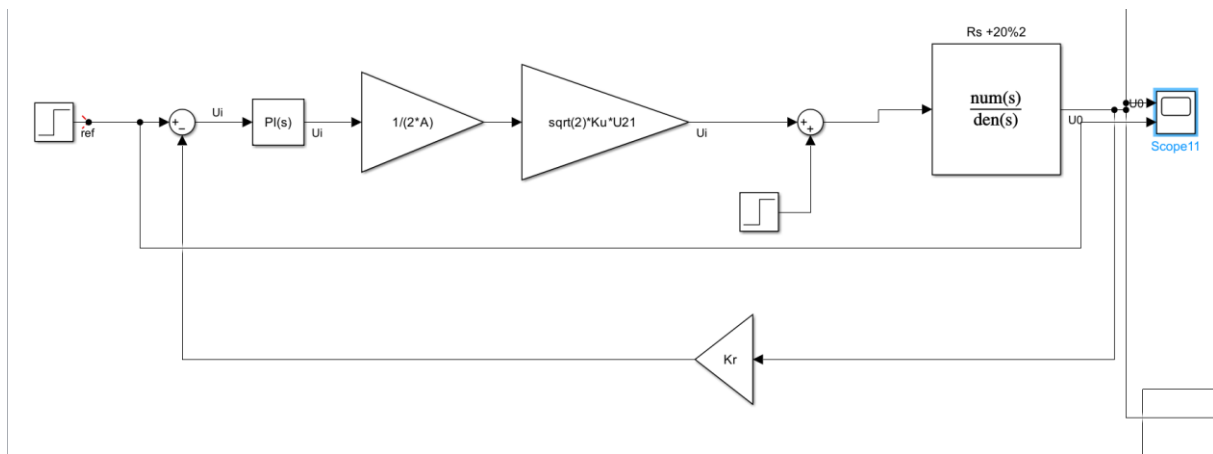 Rs +20%2
ref
+
−
Ui
PI(s)
Ui
1/(2*A)
sqrt(2)*Ku*U21
Ui
+
+
num(s)
den(s)
U0
U0
Scope11
Kr